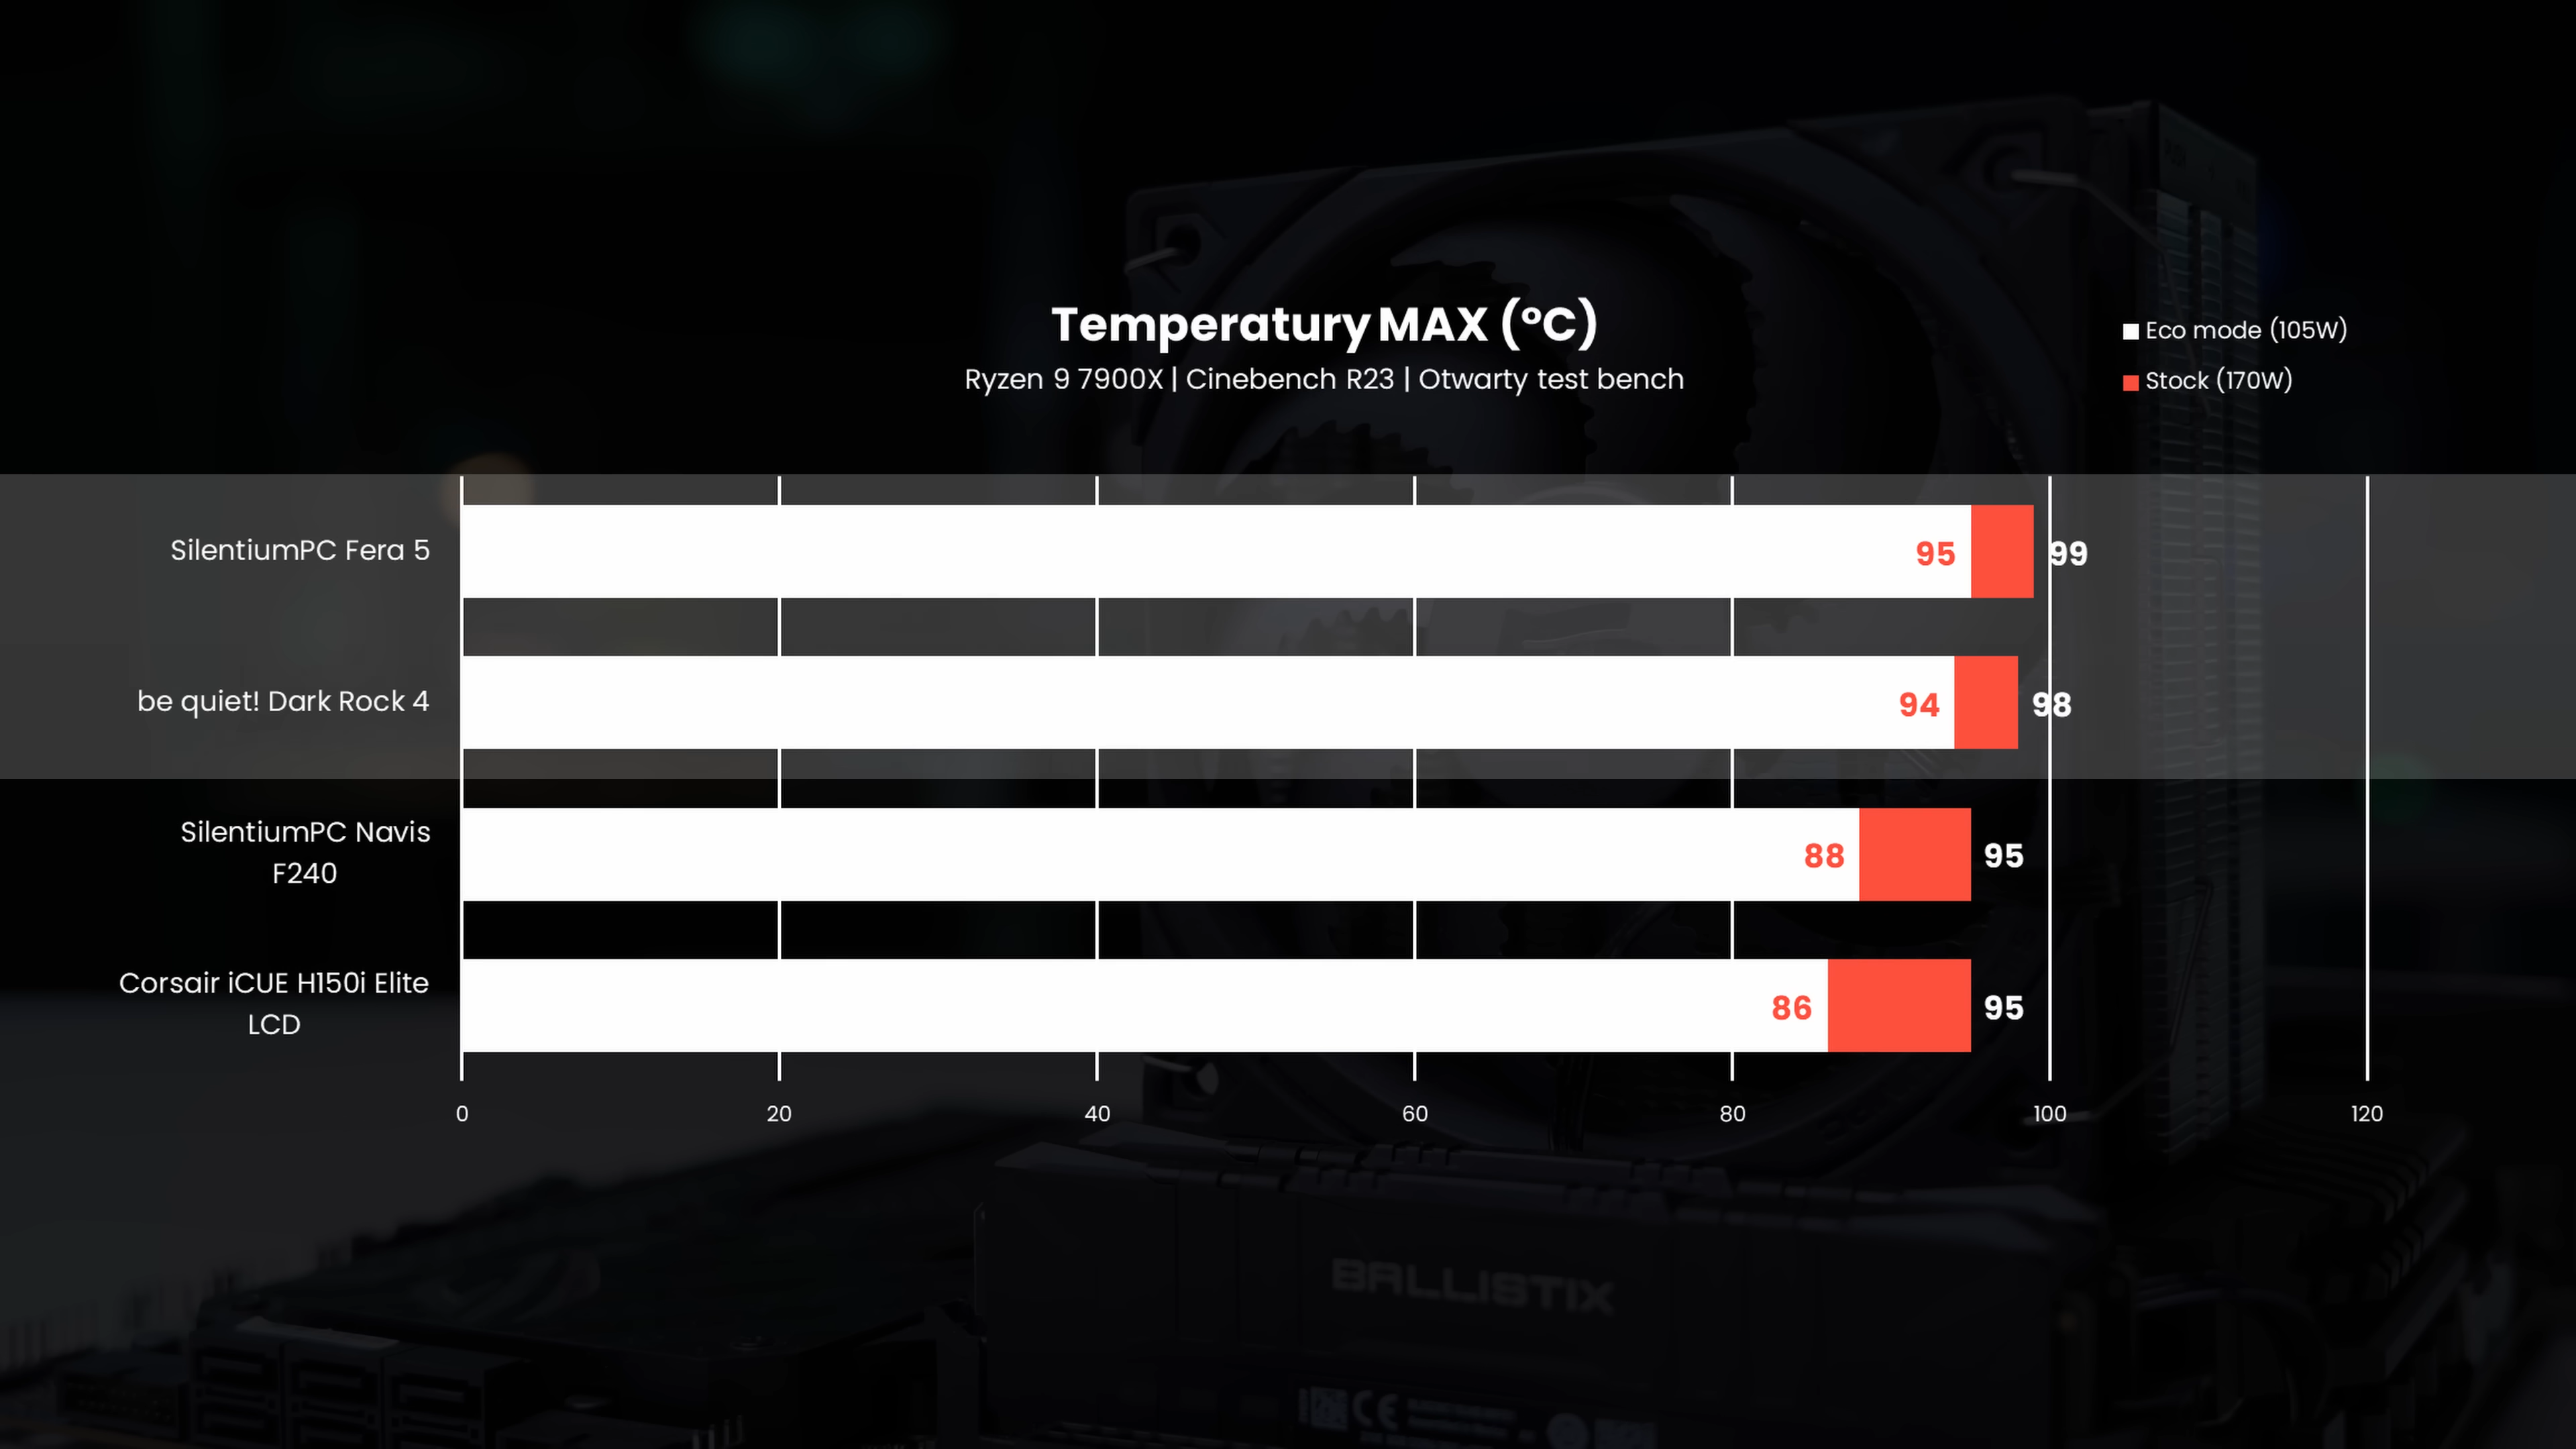 Temperatury MAX (°C)
Ryzen 9 7900X | Cinebench R23 | Otwarty test bench
Eco mode (105W)
Stock (170W)
SilentiumPC Fera 5
95
99
be quiet! Dark Rock 4
94
98
SilentiumPC Navis
F240
88
95
Corsair iCUE H150i Elite
LCD
86
95
0
20
40
60
80
100
120
BALLISTIX
CE